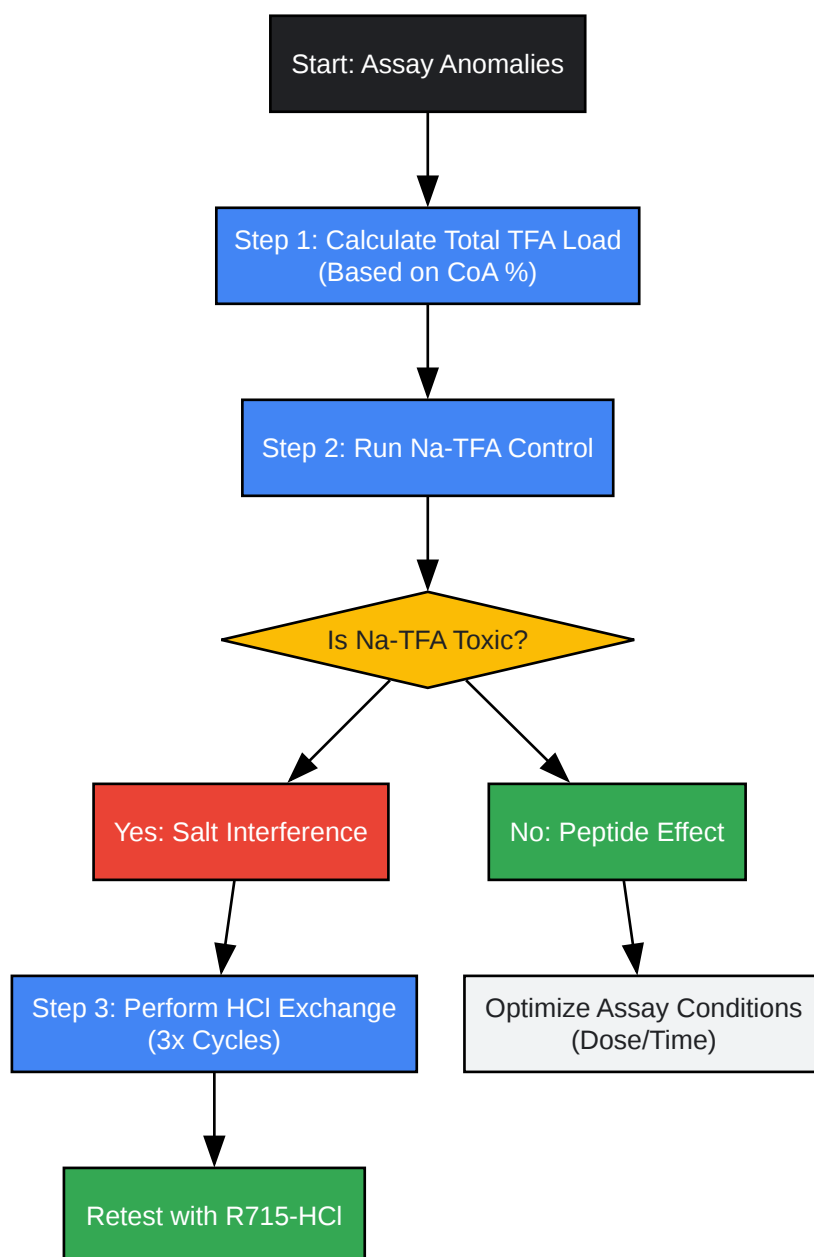 Start: Assay Anomalies
Step 1: Calculate Total TFA Load
(Based on CoA %)
Step 2: Run Na-TFA Control
Is Na-TFA Toxic?
Yes: Salt Interference
No: Peptide Effect
Step 3: Perform HCl Exchange
(3x Cycles)
Optimize Assay Conditions
(Dose/Time)
Retest with R715-HCl